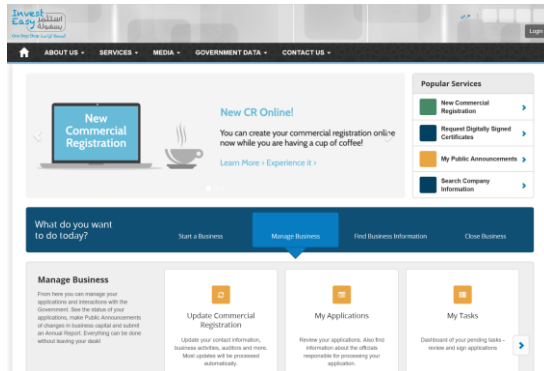 Invest
Easy
استثمر
بسهولة
One Stop Shop
Login
ABOUT US
SERVICES
MEDIA
GOVERNMENT DATA
CONTACT US
New
Commercial
Registration
New CR Online!
You can create your commercial registration online
now while you are having a cup of coffee!
Learn More › Experience it ›
Popular Services
New Commercial
Registration
Request Digitally Signed
Certificates
My Public Announcements
Search Company
Information
What do you want
to do today?
Start a Business
Manage Business
Find Business Information
Close Business
Manage Business
From here you can manage your
applications and interactions with the
Government. See the status of your
applications, make Public Announcements
of changes in business capital and submit
an Annual Report. Everything can be done
without leaving your desk!
Update Commercial
Registration
Update your contact information,
business activities, auditors and more.
Most updates will be processed
automatically.
My Applications
Review your applications. Also find
information about the officials
responsible for processing your
application.
My Tasks
Dashboard of your pending tasks -
review and sign applications